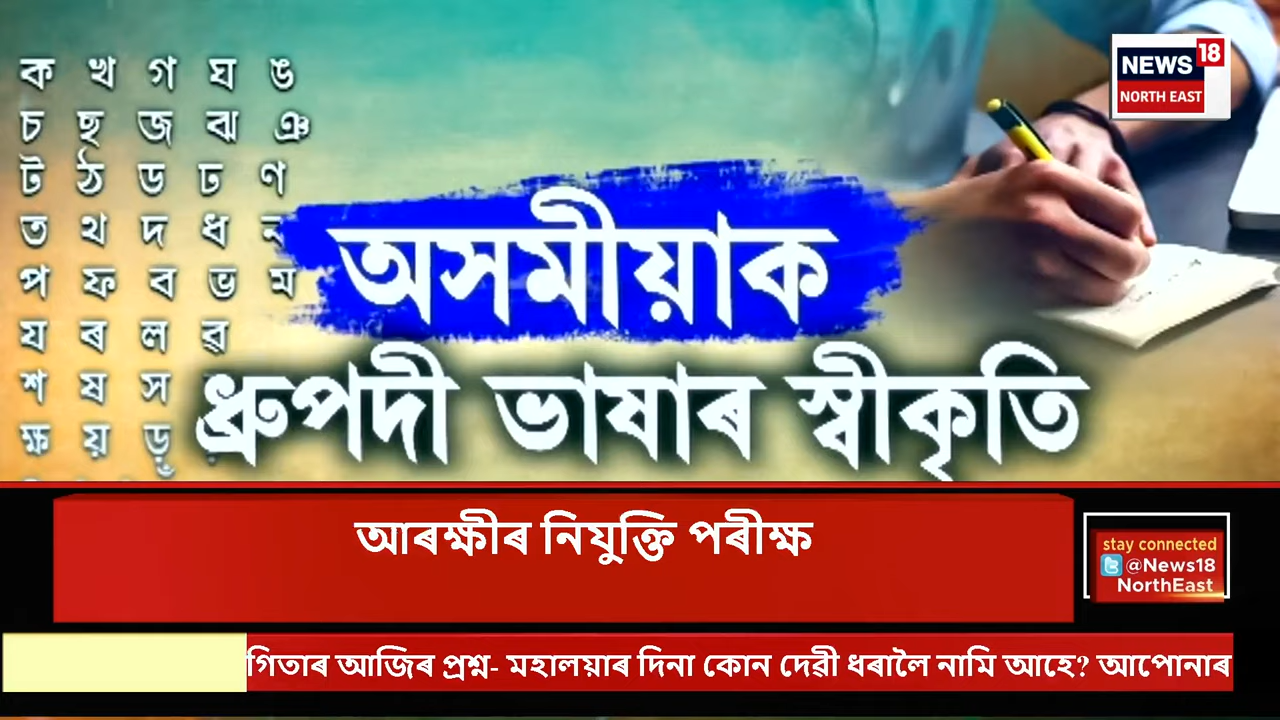 ক খ গ ঘ ঙ
চ ছ জ ঝ ঞ
ট ঠ ড ঢ ণ
ত থ দ ধ ন
প ফ ব ভ ম
য ৰ ল ৱ
শ ষ স
ক্ষ য় ড়
NEWS 18
NORTH EAST
অসমীয়াক
ধ্ৰুপদী ভাষাৰ স্বীকৃতি
আৰক্ষীৰ নিযুক্তি পৰীক্ষ
stay connected
@News18
NorthEast
গিতাৰ আজিৰ প্ৰশ্ন- মহালয়াৰ দিনা কোন দেৱী ধৰালৈ নামি আহে? আপোনাৰ